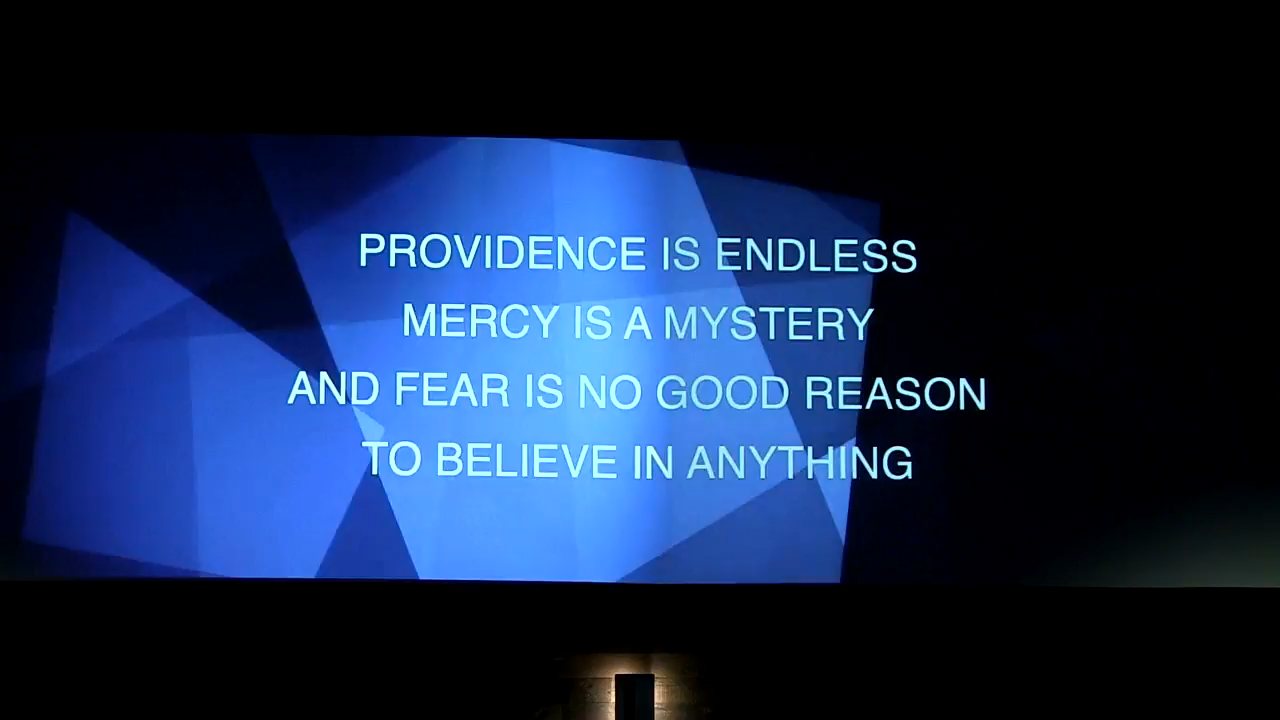 PROVIDENCE IS ENDLESS
MERCY IS A MYSTERY
AND FEAR IS NO GOOD REASON
TO BELIEVE IN ANYTHING